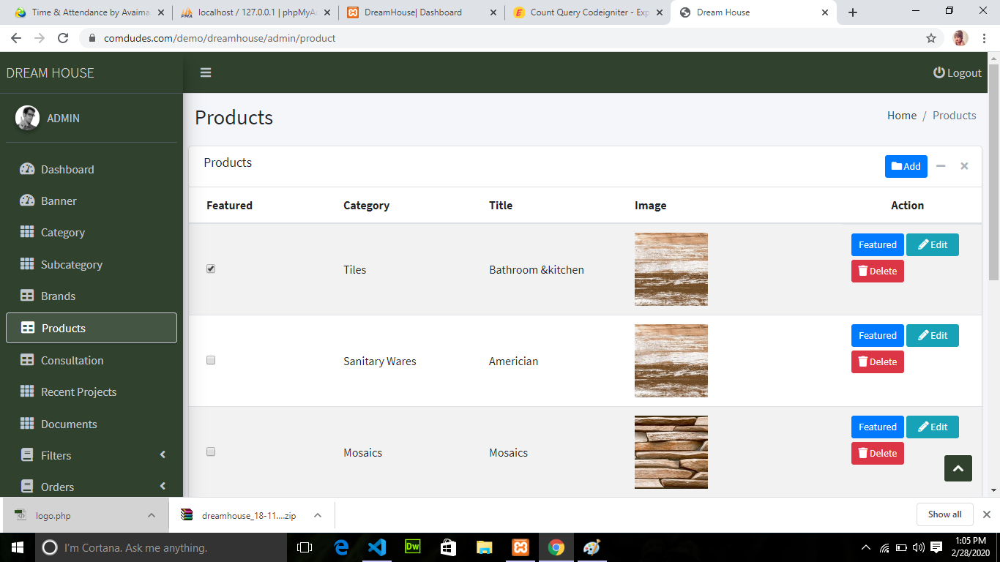 Time & Attendance by Avaima.
localhost / 127.0.0.1 | phpMyA
DreamHouse| Dashboard
Count Query Codeigniter - Exp
Dream House
comdudes.com/demo/dreamhouse/admin/product
DREAM HOUSE
Logout
ADMIN
Products
Home / Products
Dashboard
Banner
Category
Subcategory
Brands
Products
Consultation
Recent Projects
Documents
Filters
Orders
Products
Add
Featured Category Title Image Action
Tiles Bathroom &kitchen
Featured Edit
Delete
Sanitary Wares Americian
Featured Edit
Delete
Mosaics Mosaics
Featured Edit
Delete
logo.php
dreamhouse_18-11....zip
Show all
I'm Cortana. Ask me anything.
Dw
1:05 PM
2/28/2020